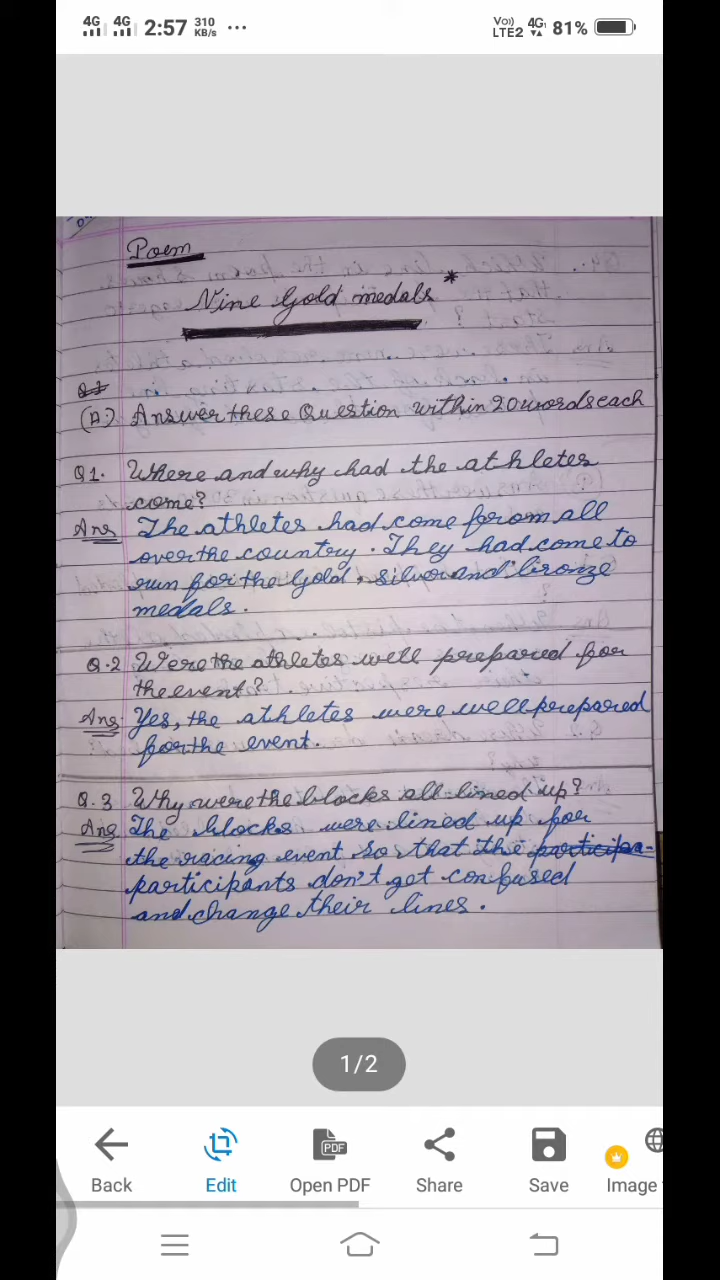 4G 4G 2:57 310 KB/s ... Vo) LTE2 4G 81%
Poem
Nine Gold medals *
Q.1
(A) Answer these Question within 20 words each
Q1. Where and why had the athletes
come?
Ans The athletes had come from all
over the country. They had come to
run for the Gold, silver and bronze
medals.
Q.2 Were the athletes well prepared for
the event?
Ans Yes, the athletes were well prepared
for the event.
Q.3 Why were the blocks all lined up?
Ans The blocks were lined up for
the racing event so that the participa-
participants don't get confused
and change their lines.
1/2
PDF
Back Edit Open PDF Share Save Image